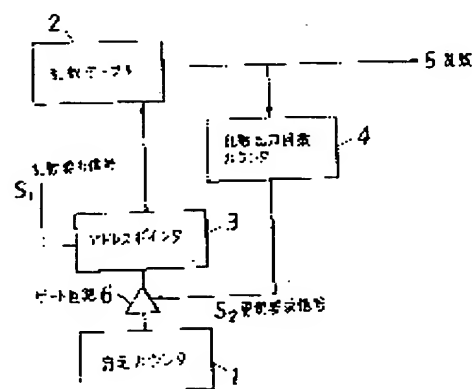 2
乱数テーブル
5 乱数
乱数出力回数
カウンタ
4
乱数要求信号
S₁
アドレスポインタ
3
ゲート回路 6
S₂ 更新要求信号
カウンタ
1